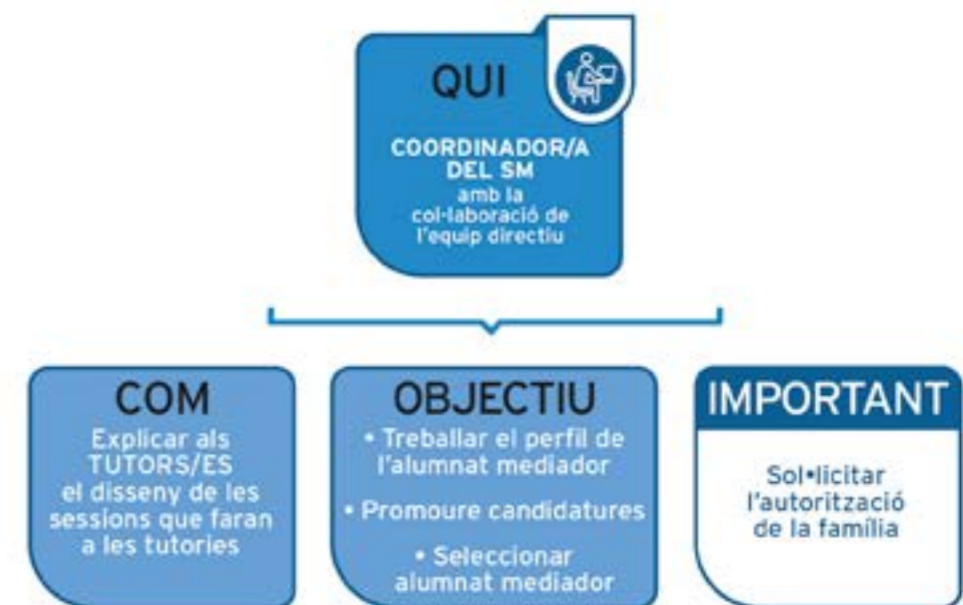 QUI
COORDINADOR/A
DEL SM
amb la
col·laboració de
l'equip directiu
COM
Explicar als
TUTORS/ES
el disseny de les
sessions que faran
a les tutories
OBJECTIU
• Treballar el perfil de
l'alumnat mediador
• Promoure candidatures
• Seleccionar
alumnat mediador
IMPORTANT
Sol•licitar
l'autorització
de la família